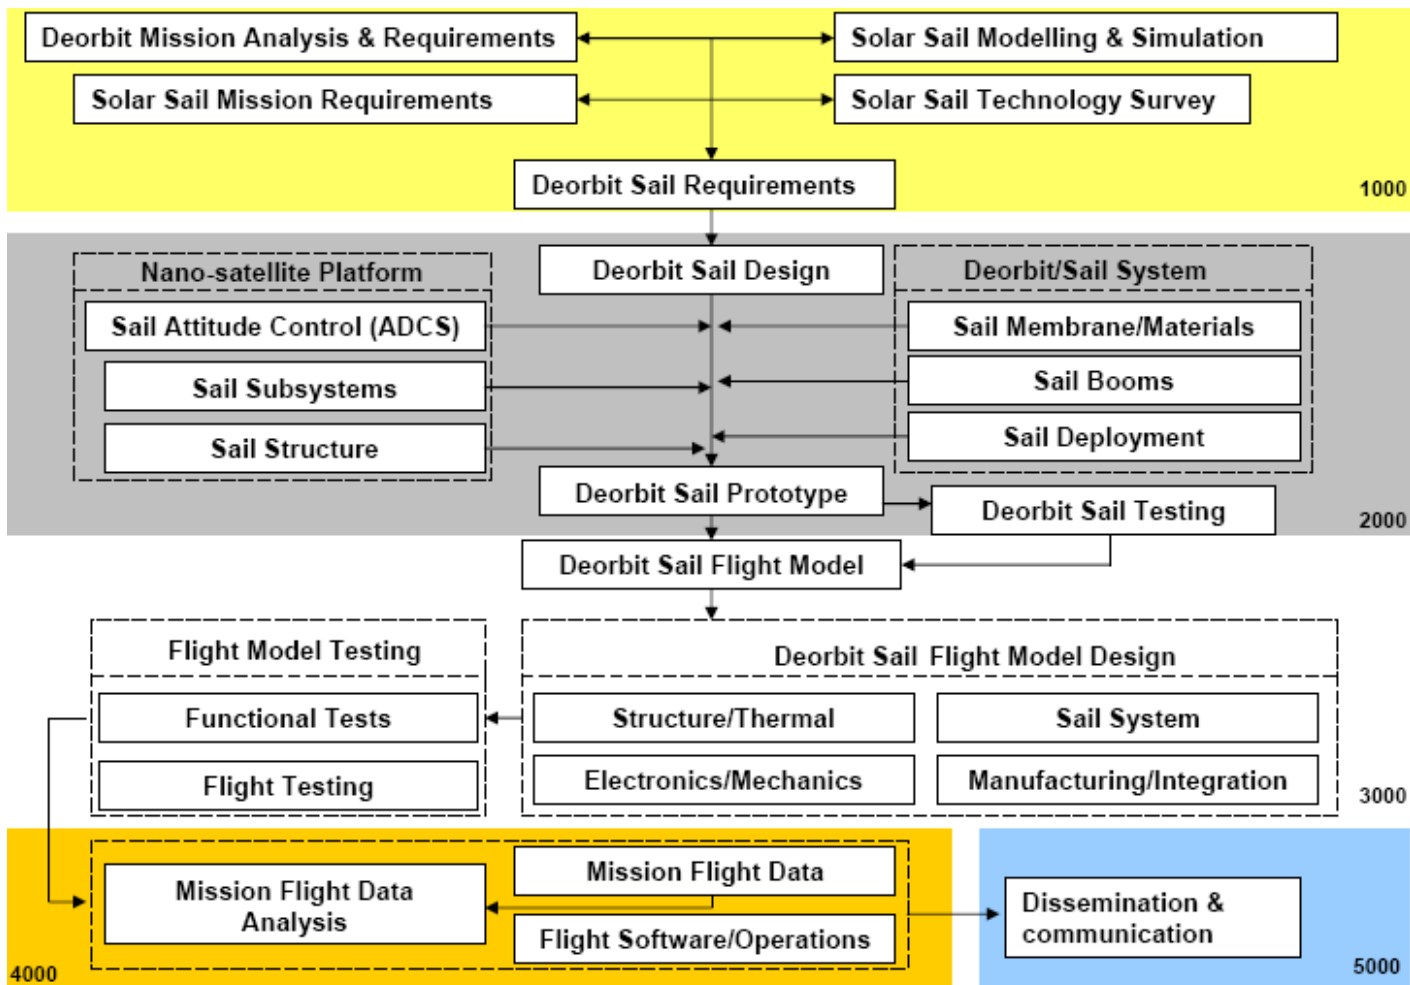 Deorbit Mission Analysis & Requirements
Solar Sail Modelling & Simulation
Solar Sail Mission Requirements
Solar Sail Technology Survey
Deorbit Sail Requirements
1000
Nano-satellite Platform
Deorbit Sail Design
Deorbit/Sail System
Sail Attitude Control (ADCS)
Sail Membrane/Materials
Sail Subsystems
Sail Booms
Sail Structure
Sail Deployment
Deorbit Sail Prototype
Deorbit Sail Testing
2000
Deorbit Sail Flight Model
Flight Model Testing
Deorbit Sail Flight Model Design
Functional Tests
Structure/Thermal
Sail System
Flight Testing
Electronics/Mechanics
Manufacturing/Integration
3000
Mission Flight Data
Analysis
Mission Flight Data
Flight Software/Operations
4000
Dissemination &
communication
5000